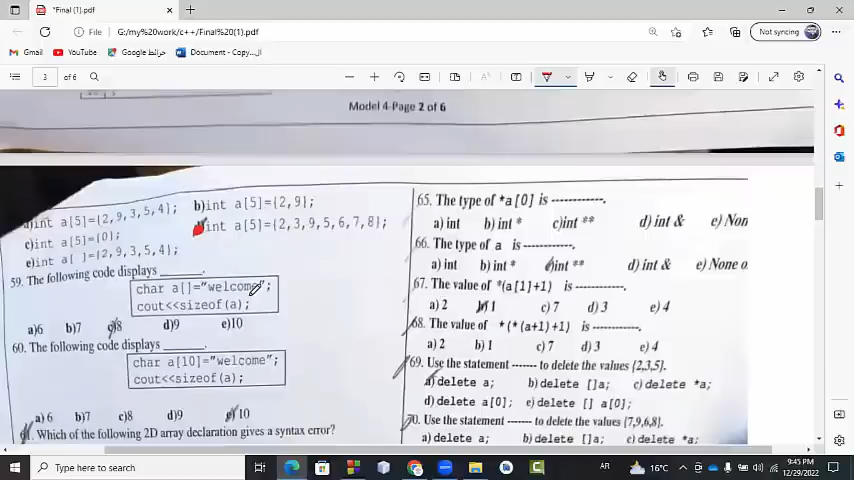 *Final (1).pdf
File
G:/my%20work/c++/Final%20(1).pdf
Not syncing
Gmail
YouTube
خرائط Google
Document - Copy...ال
3
of 6
Model 4-Page 2 of 6
a)int a[5]={2,9,3,5,4};
b)int a[5]={2,9};
c)int a[5]={0};
int a[5]={2,3,9,5,6,7,8};
e)int a[ ]={2,9,3,5,4};
59. The following code displays ________.
char a[]="welcome";
cout<<sizeof(a);
a)6 b)7 c)8 d)9 e)10
60. The following code displays ________.
char a[10]="welcome";
cout<<sizeof(a);
a) 6 b)7 c)8 d)9 e)10
61. Which of the following 2D array declaration gives a syntax error?
65. The type of *a[0] is ------------.
a) int b) int * c)int ** d) int & e) Non
66. The type of a is ------------.
a)int b) int * c)int ** d) int & e) None o
67. The value of *(a[1]+1) is ------------.
a) 2 b)1 c) 7 d) 3 e) 4
68. The value of *(*(a+1)+1) is ------------.
a) 2 b) 1 c) 7 d) 3 e) 4
69. Use the statement ------- to delete the values {2,3,5}.
a)delete a; b) delete []a; c) delete *a;
d) delete a[0]; e) delete [] a[0];
70. Use the statement ------- to delete the values {7,9,6,8}.
a) delete a; b) delete []a; c) delete *a;
Type here to search
AR
16°C
9:45 PM
12/29/2022